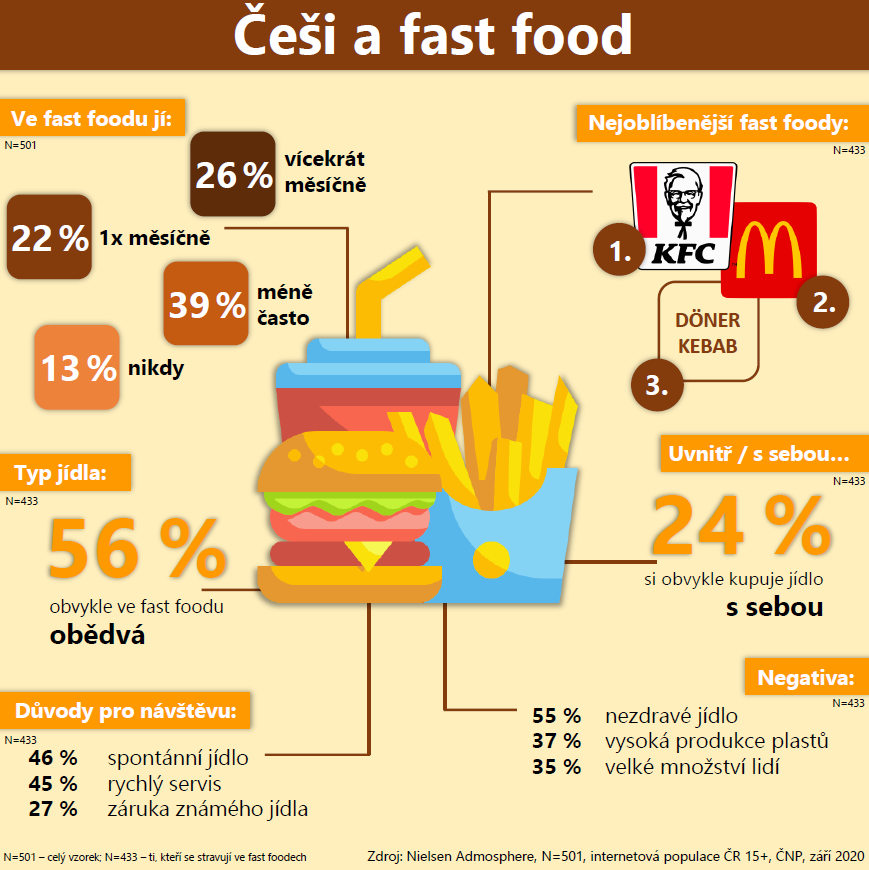 Češi a fast food
Ve fast foodu jí:
N=501
26 %
vícekrát
měsíčně
22 %
1x měsíčně
39 %
méně
často
13 %
nikdy
Nejoblíbenější fast foody:
N=433
1.
KFC
2.
DÖNER
KEBAB
3.
Typ jídla:
N=433
56 %
obvykle ve fast foodu
obědvá
Uvnitř / s sebou...
N=433
24 %
si obvykle kupuje jídlo
s sebou
Důvody pro návštěvu:
N=433
46 % spontánní jídlo
45 % rychlý servis
27 % záruka známého jídla
Negativa:
N=433
55 % nezdravé jídlo
37 % vysoká produkce plastů
35 % velké množství lidí
N=501 – celý vzorek; N=433 – ti, kteří se stravují ve fast foodech
Zdroj: Nielsen Admosphere, N=501, internetová populace ČR 15+, ČNP, září 2020